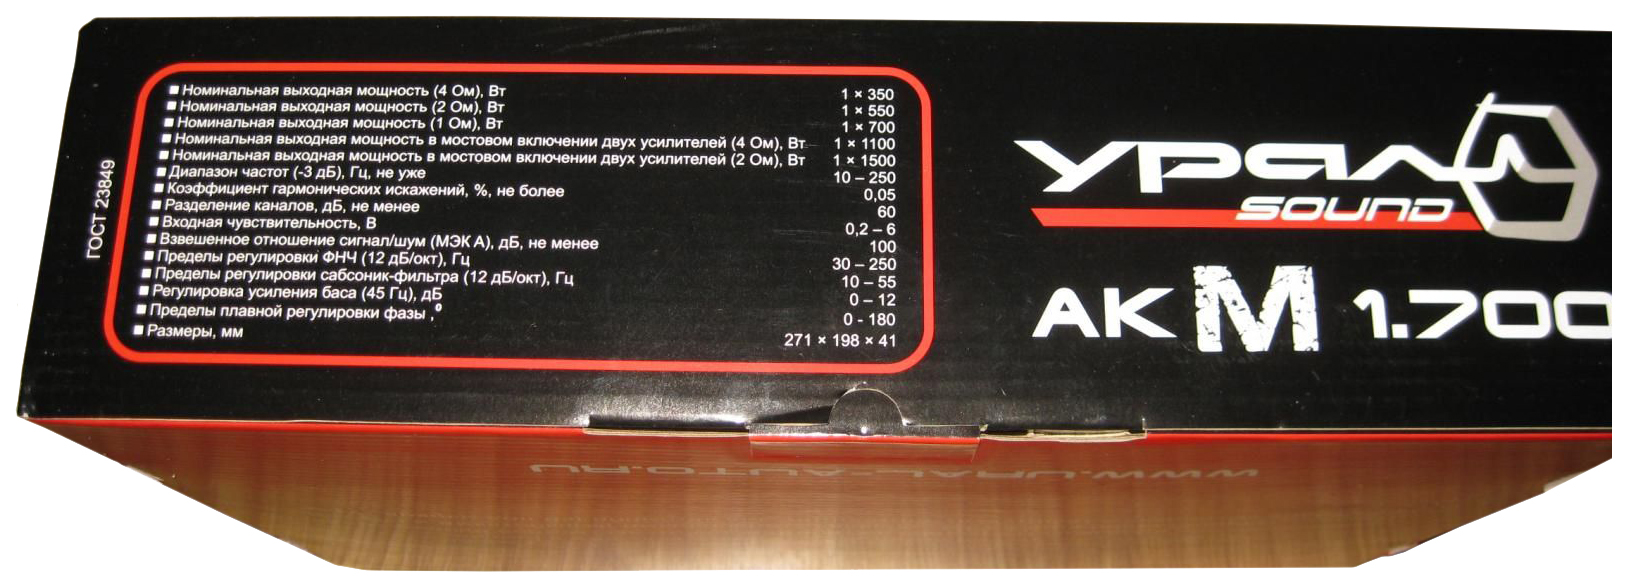 ГОСТ 23849
Номинальная выходная мощность (4 Ом), Вт 1 × 350
Номинальная выходная мощность (2 Ом), Вт 1 × 550
Номинальная выходная мощность (1 Ом), Вт 1 × 700
Номинальная выходная мощность в мостовом включении двух усилителей (4 Ом), Вт 1 × 1100
Номинальная выходная мощность в мостовом включении двух усилителей (2 Ом), Вт 1 × 1500
Диапазон частот (-3 дБ), Гц, не уже 10 – 250
Коэффициент гармонических искажений, %, не более 0,05
Разделение каналов, дБ, не менее 60
Входная чувствительность, В 0,2 – 6
Взвешенное отношение сигнал/шум (МЭК А), дБ, не менее 100
Пределы регулировки ФНЧ (12 дБ/окт), Гц 30 – 250
Пределы регулировки сабсоник-фильтра (12 дБ/окт), Гц 10 – 55
Регулировка усиления баса (45 Гц), дБ 0 – 12
Пределы плавной регулировки фазы ,° 0 - 180
Размеры, мм 271 × 198 × 41
УРАЛ
SOUND
АК М 1.700
WWW.URAL-AUTO.RU